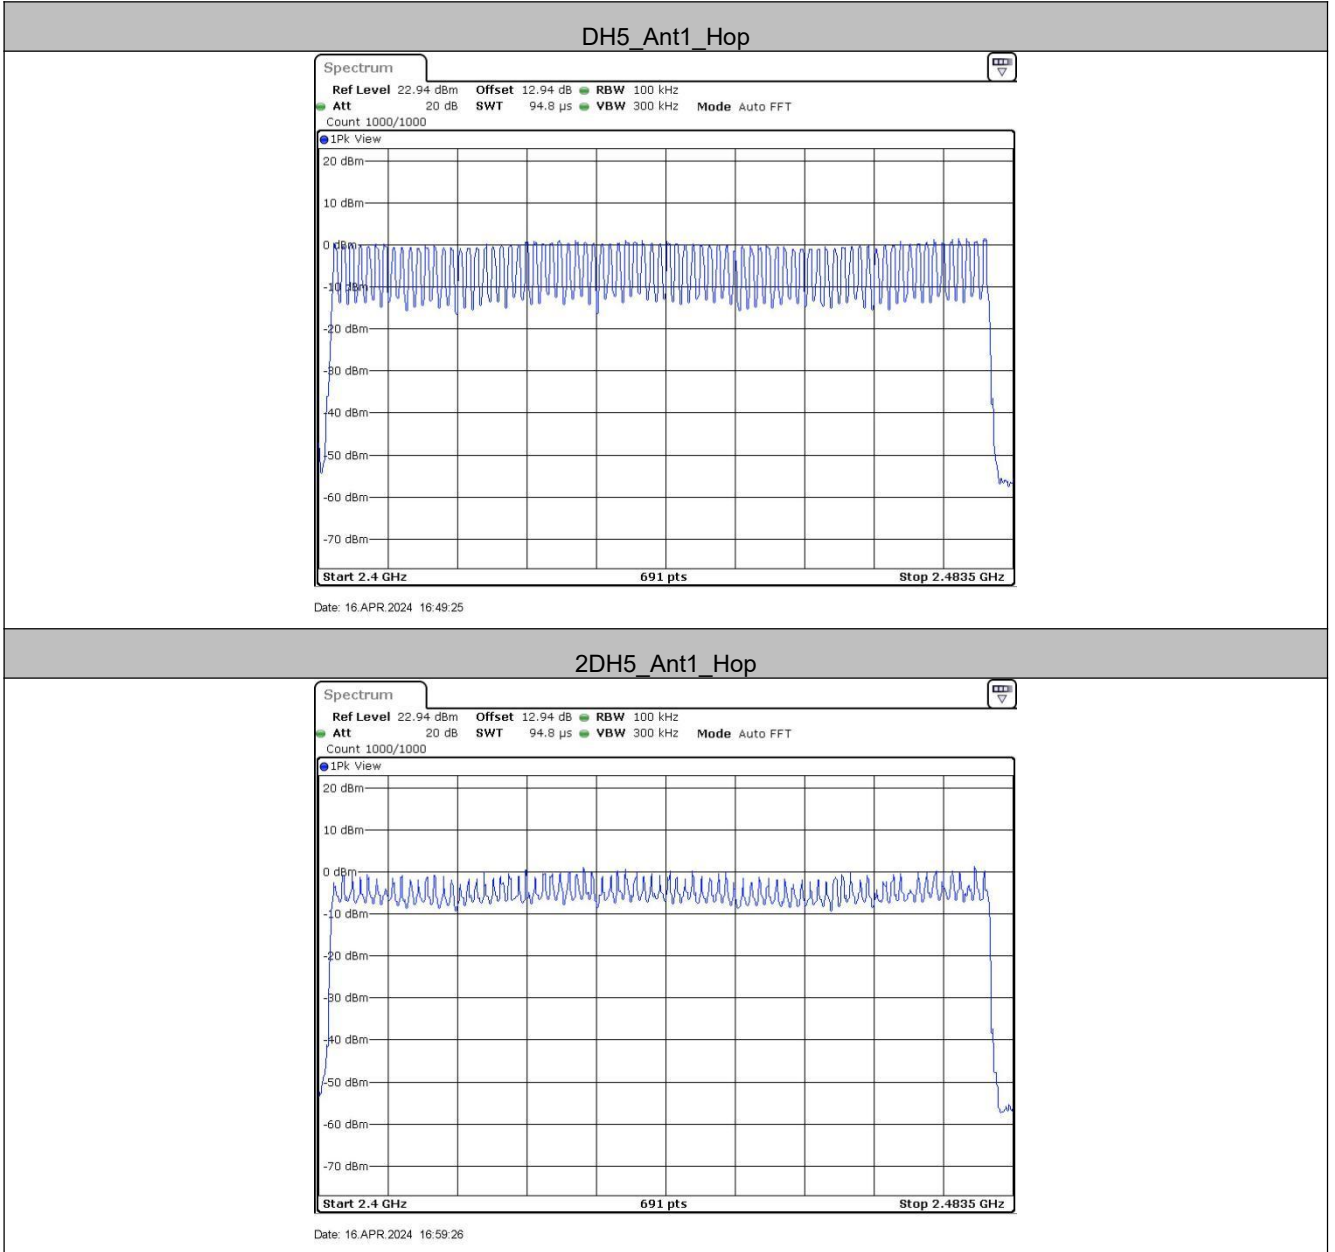 DH5_Ant1_Hop
Spectrum
Ref Level 22.94 dBm Offset 12.94 dB RBW 100 kHz
Att 20 dB SWT 94.8 µs VBW 300 kHz Mode Auto FFT
Count 1000/1000
1Pk View
20 dBm
10 dBm
0 dBm
-10 dBm
-20 dBm
-30 dBm
-40 dBm
-50 dBm
-60 dBm
-70 dBm
Start 2.4 GHz 691 pts Stop 2.4835 GHz
Date: 16.APR.2024 16:49:25
2DH5_Ant1_Hop
Spectrum
Ref Level 22.94 dBm Offset 12.94 dB RBW 100 kHz
Att 20 dB SWT 94.8 µs VBW 300 kHz Mode Auto FFT
Count 1000/1000
1Pk View
20 dBm
10 dBm
0 dBm
-10 dBm
-20 dBm
-30 dBm
-40 dBm
-50 dBm
-60 dBm
-70 dBm
Start 2.4 GHz 691 pts Stop 2.4835 GHz
Date: 16.APR.2024 16:59:26